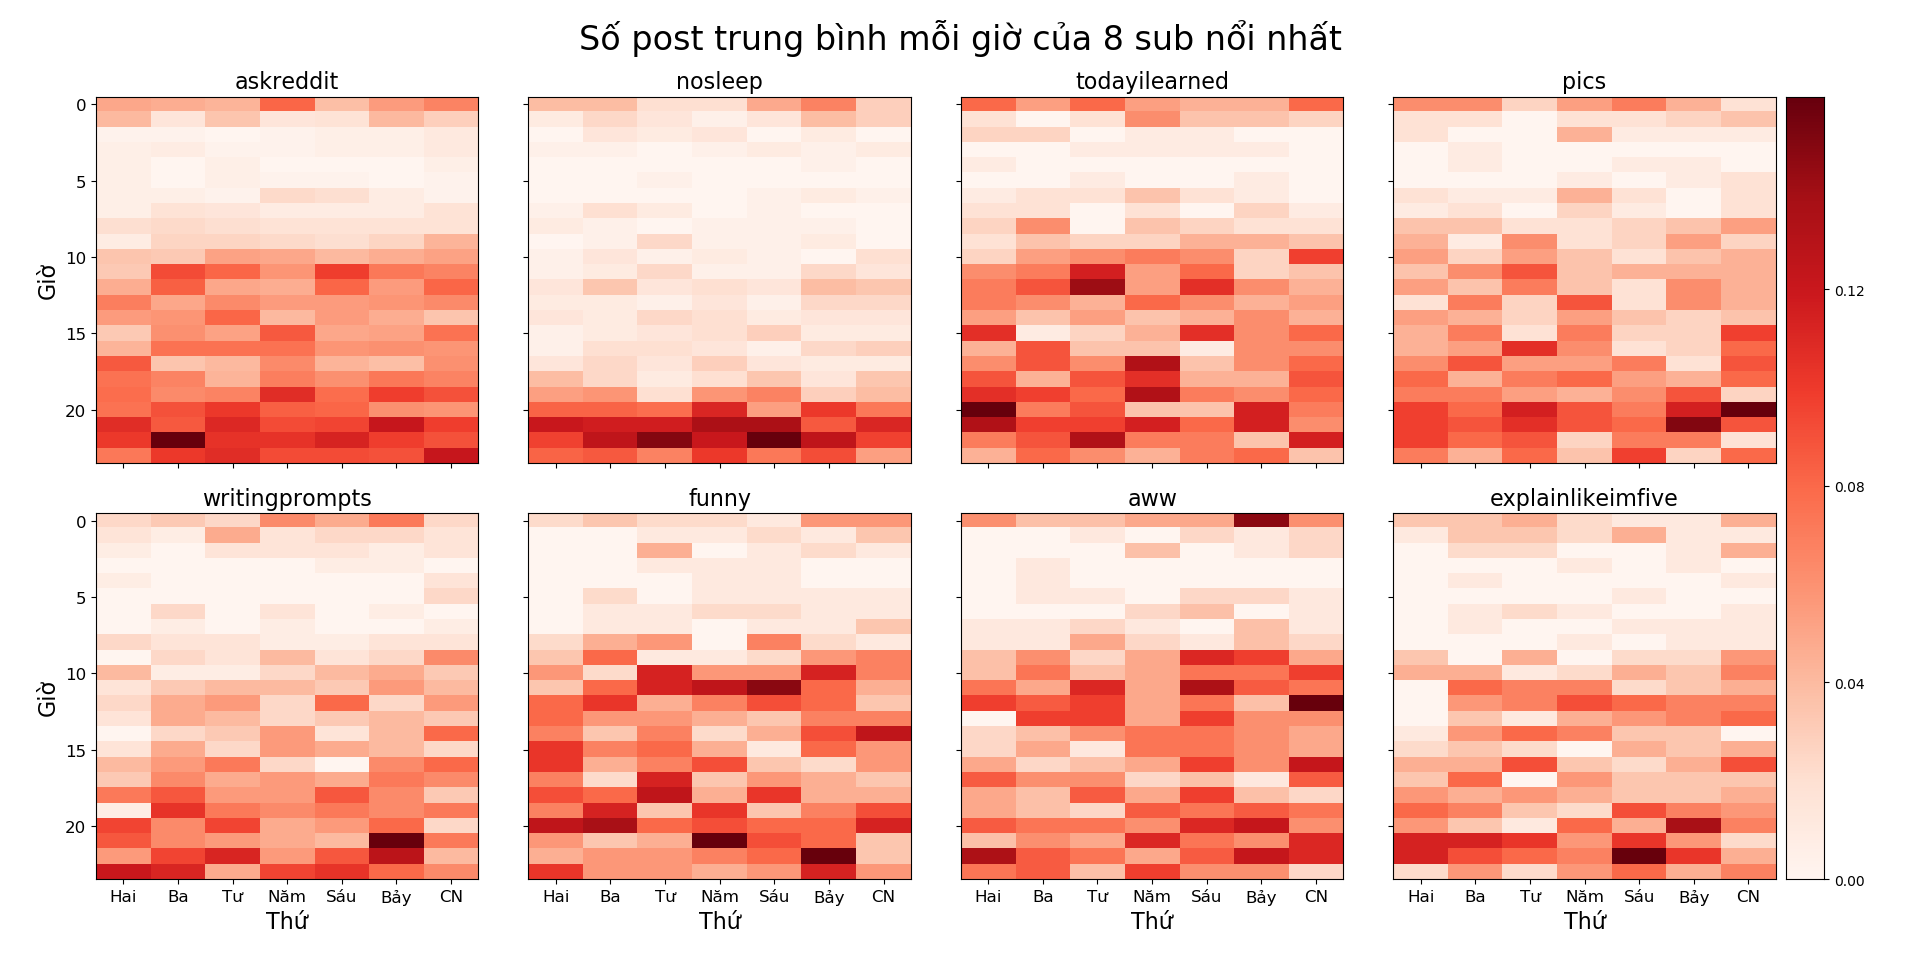 Số post trung bình mỗi giờ của 8 sub nổi nhất
askreddit
nosleep
todayilearned
pics
0
5
10
15
20
Giờ
0.12
0.08
0.04
0.00
writingprompts
funny
aww
explainlikeimfive
0
5
10
15
20
Giờ
Hai Ba Tư Năm Sáu Bảy CN
Hai Ba Tư Năm Sáu Bảy CN
Hai Ba Tư Năm Sáu Bảy CN
Hai Ba Tư Năm Sáu Bảy CN
Thứ
Thứ
Thứ
Thứ